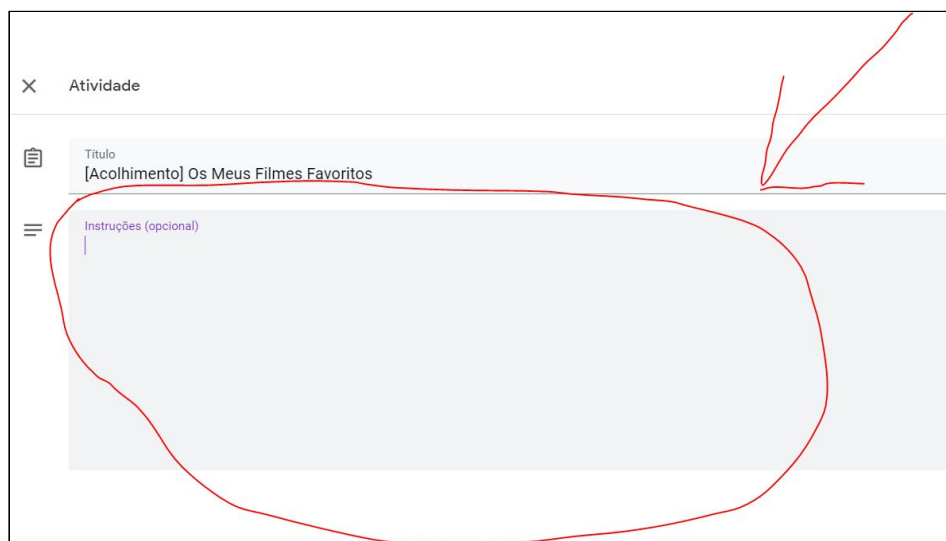 Atividade
Título
[Acolhimento] Os Meus Filmes Favoritos
Instruções (opcional)